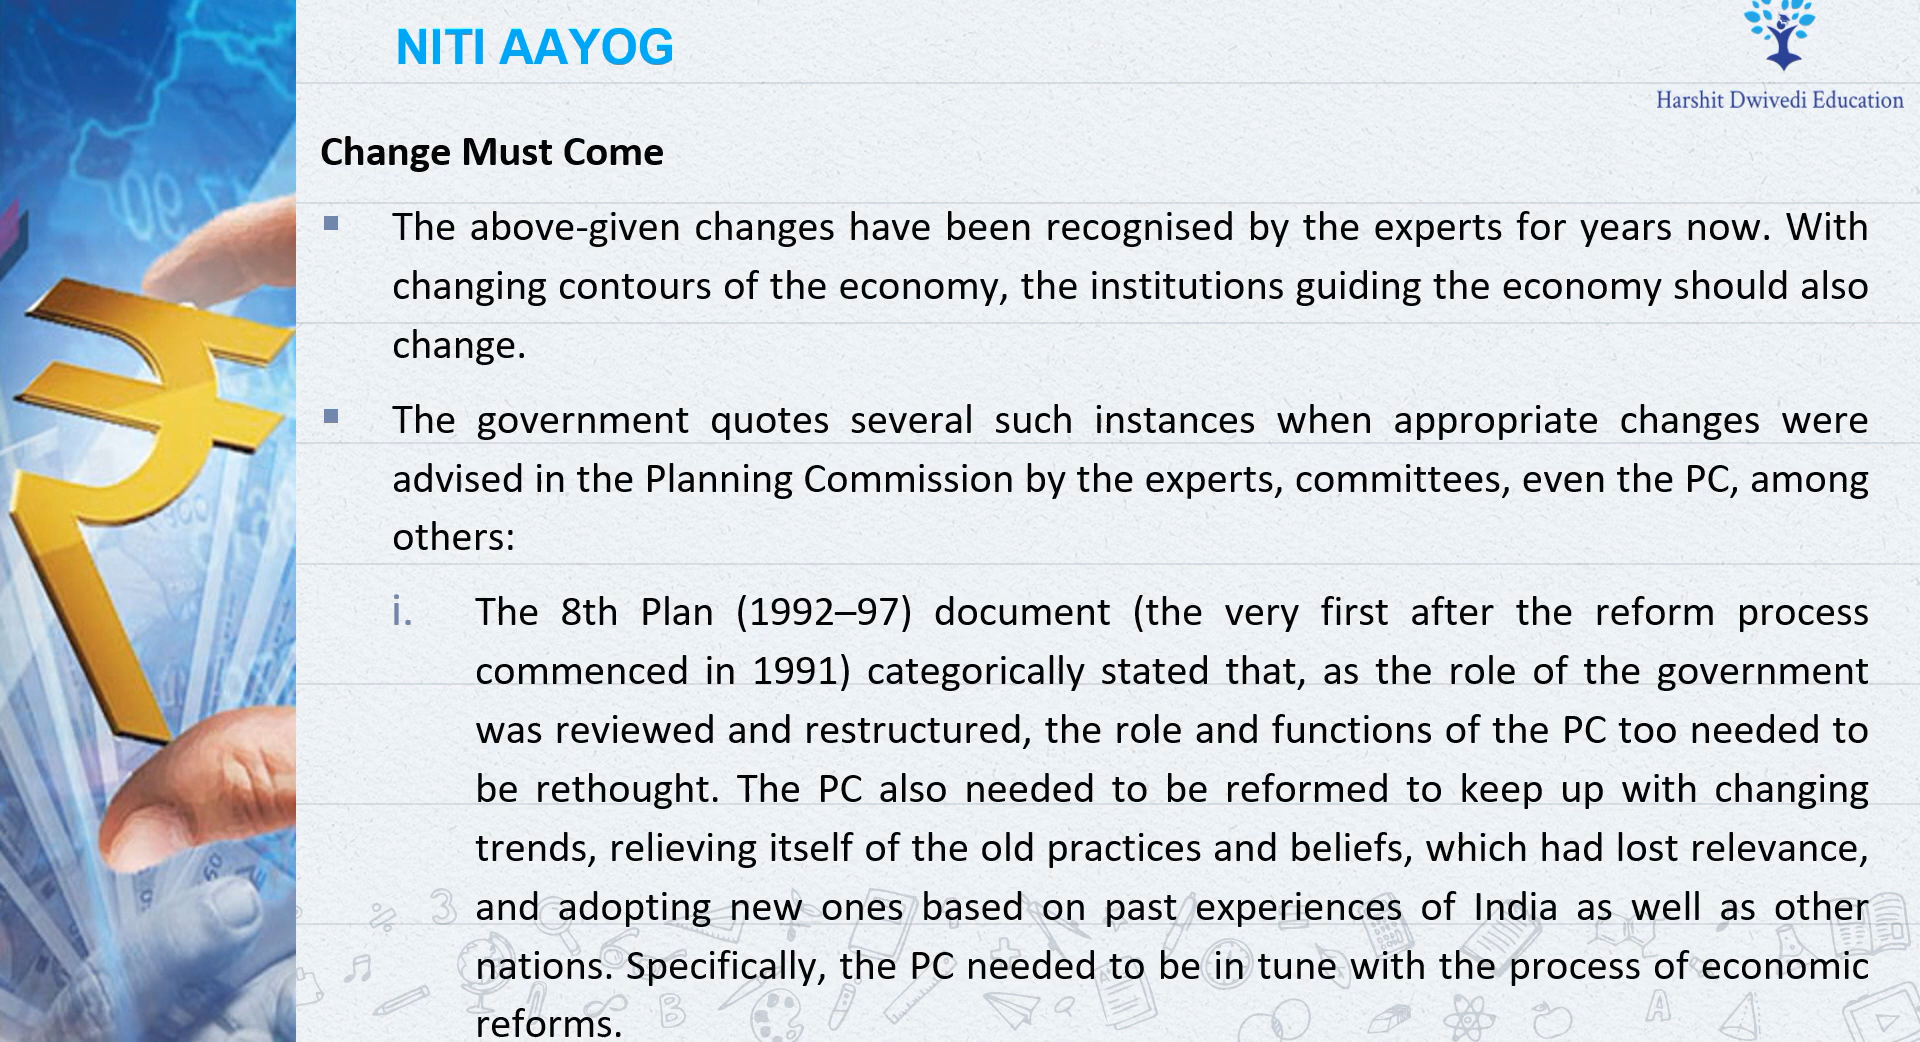 NITI AAYOG
Harshit Dwivedi Education
Change Must Come
▪ The above-given changes have been recognised by the experts for years now. With
changing contours of the economy, the institutions guiding the economy should also
change.
▪ The government quotes several such instances when appropriate changes were
advised in the Planning Commission by the experts, committees, even the PC, among
others:
i. The 8th Plan (1992–97) document (the very first after the reform process
commenced in 1991) categorically stated that, as the role of the government
was reviewed and restructured, the role and functions of the PC too needed to
be rethought. The PC also needed to be reformed to keep up with changing
trends, relieving itself of the old practices and beliefs, which had lost relevance,
and adopting new ones based on past experiences of India as well as other
nations. Specifically, the PC needed to be in tune with the process of economic
reforms.